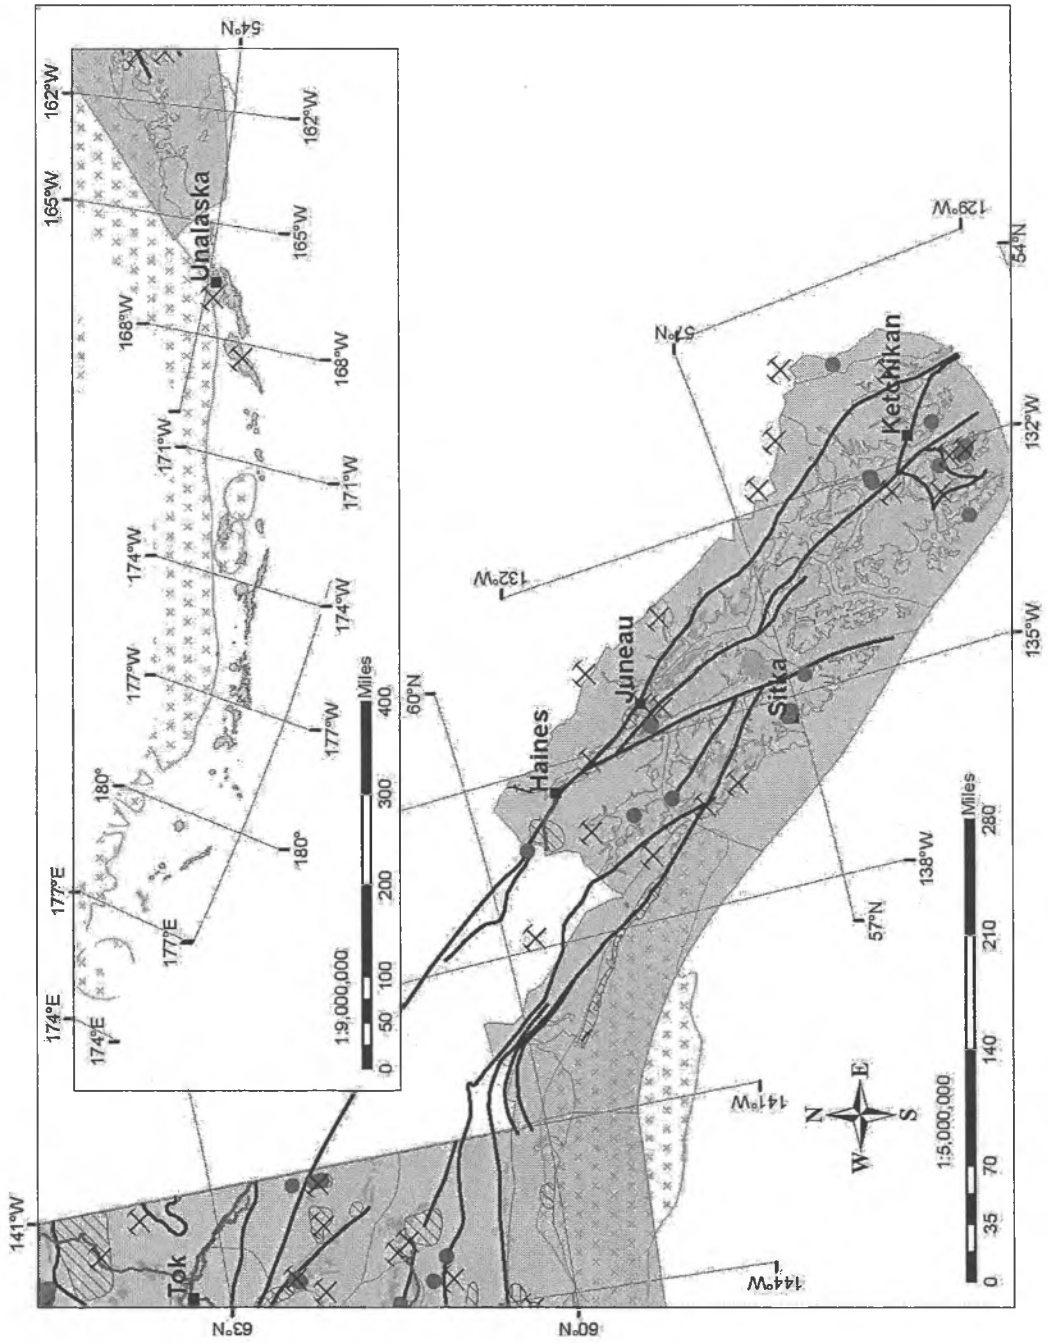 54°N
162°W
162°W
165°W
165°W
Unalaska
168°W
168°W
171°W
171°W
174°W
174°W
177°W
177°W
180°
180°
177°E
177°E
174°E
174°E
1:9,000,000
0 50 100 200 300 400
Miles
141°W
63°N
Tok
60°N
60°N
Haines
Juneau
Sitka
Ketchikan
132°W
57°N
129°W
54°N
132°W
135°W
138°W
57°N
141°W
144°W
N
E
S
W
1:5,000,000
0 35 70 140 210 280
Miles